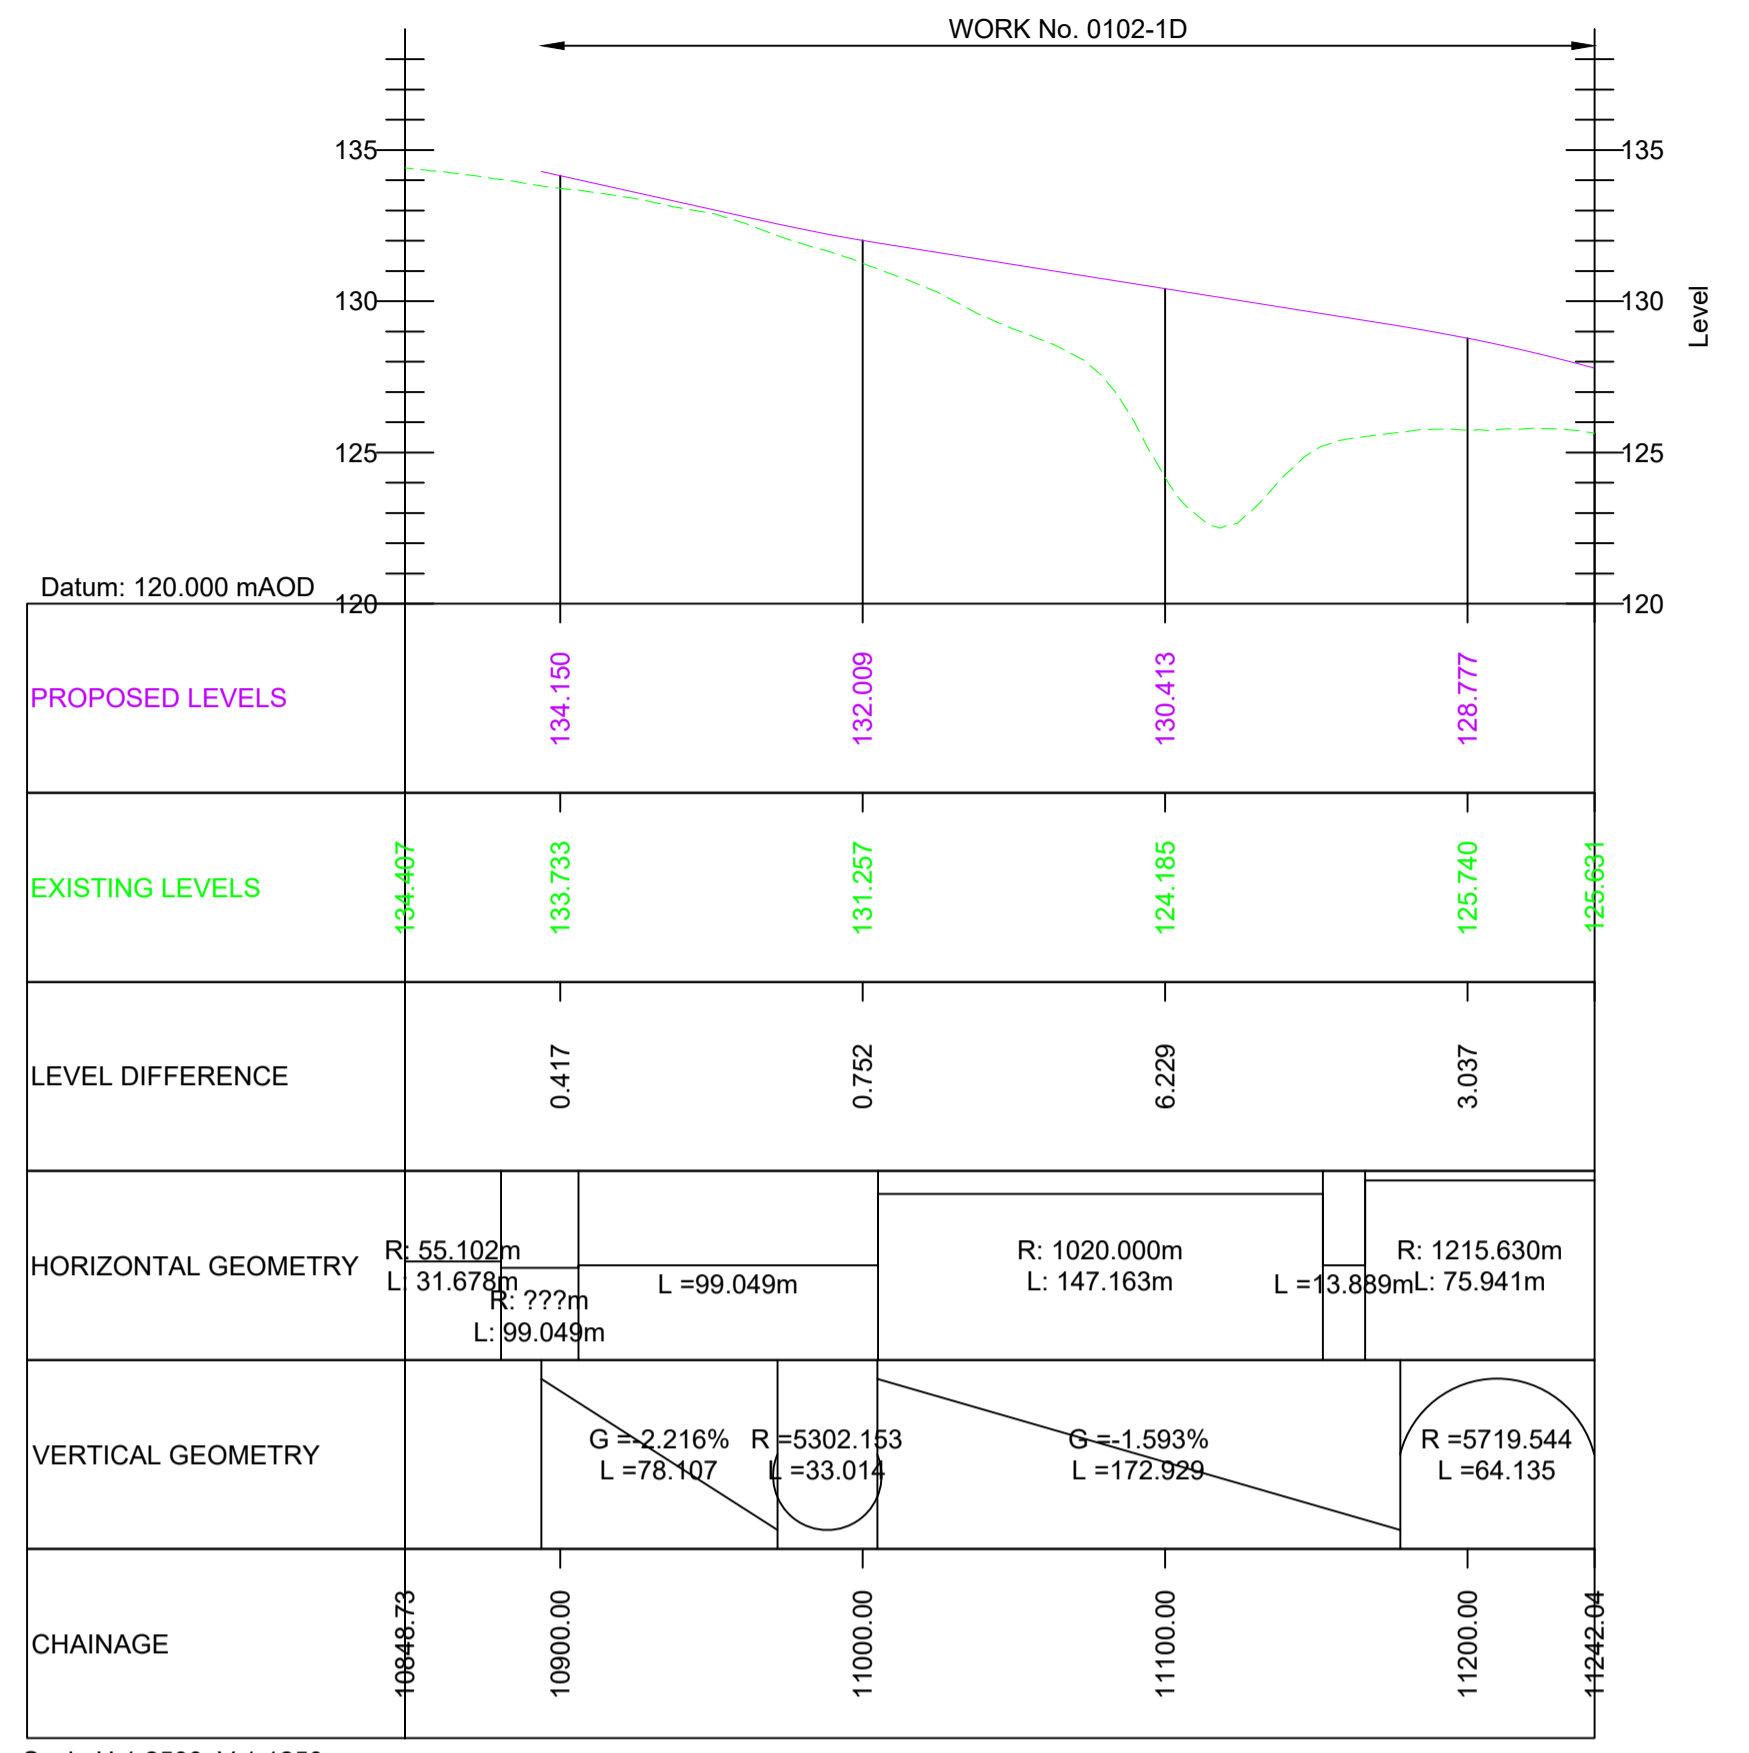 WORK No. 0102-1D
135
135
130
130
Level
125
125
Datum: 120.000 mAOD
120
120
PROPOSED LEVELS
134.150
132.009
130.413
128.777
EXISTING LEVELS
134.407
133.733
131.257
124.185
125.740
125.631
LEVEL DIFFERENCE
0.417
0.752
6.229
3.037
HORIZONTAL GEOMETRY
R: 55.102m
L: 31.678m
R: ???m
L: 99.049m
L =99.049m
R: 1020.000m
L: 147.163m
L =13.889m
R: 1215.630m
L: 75.941m
VERTICAL GEOMETRY
G =-2.216%
L =78.107
R =5302.153
L =33.014
G =-1.593%
L =172.929
R =5719.544
L =64.135
CHAINAGE
10848.73
10900.00
11000.00
11100.00
11200.00
11242.04